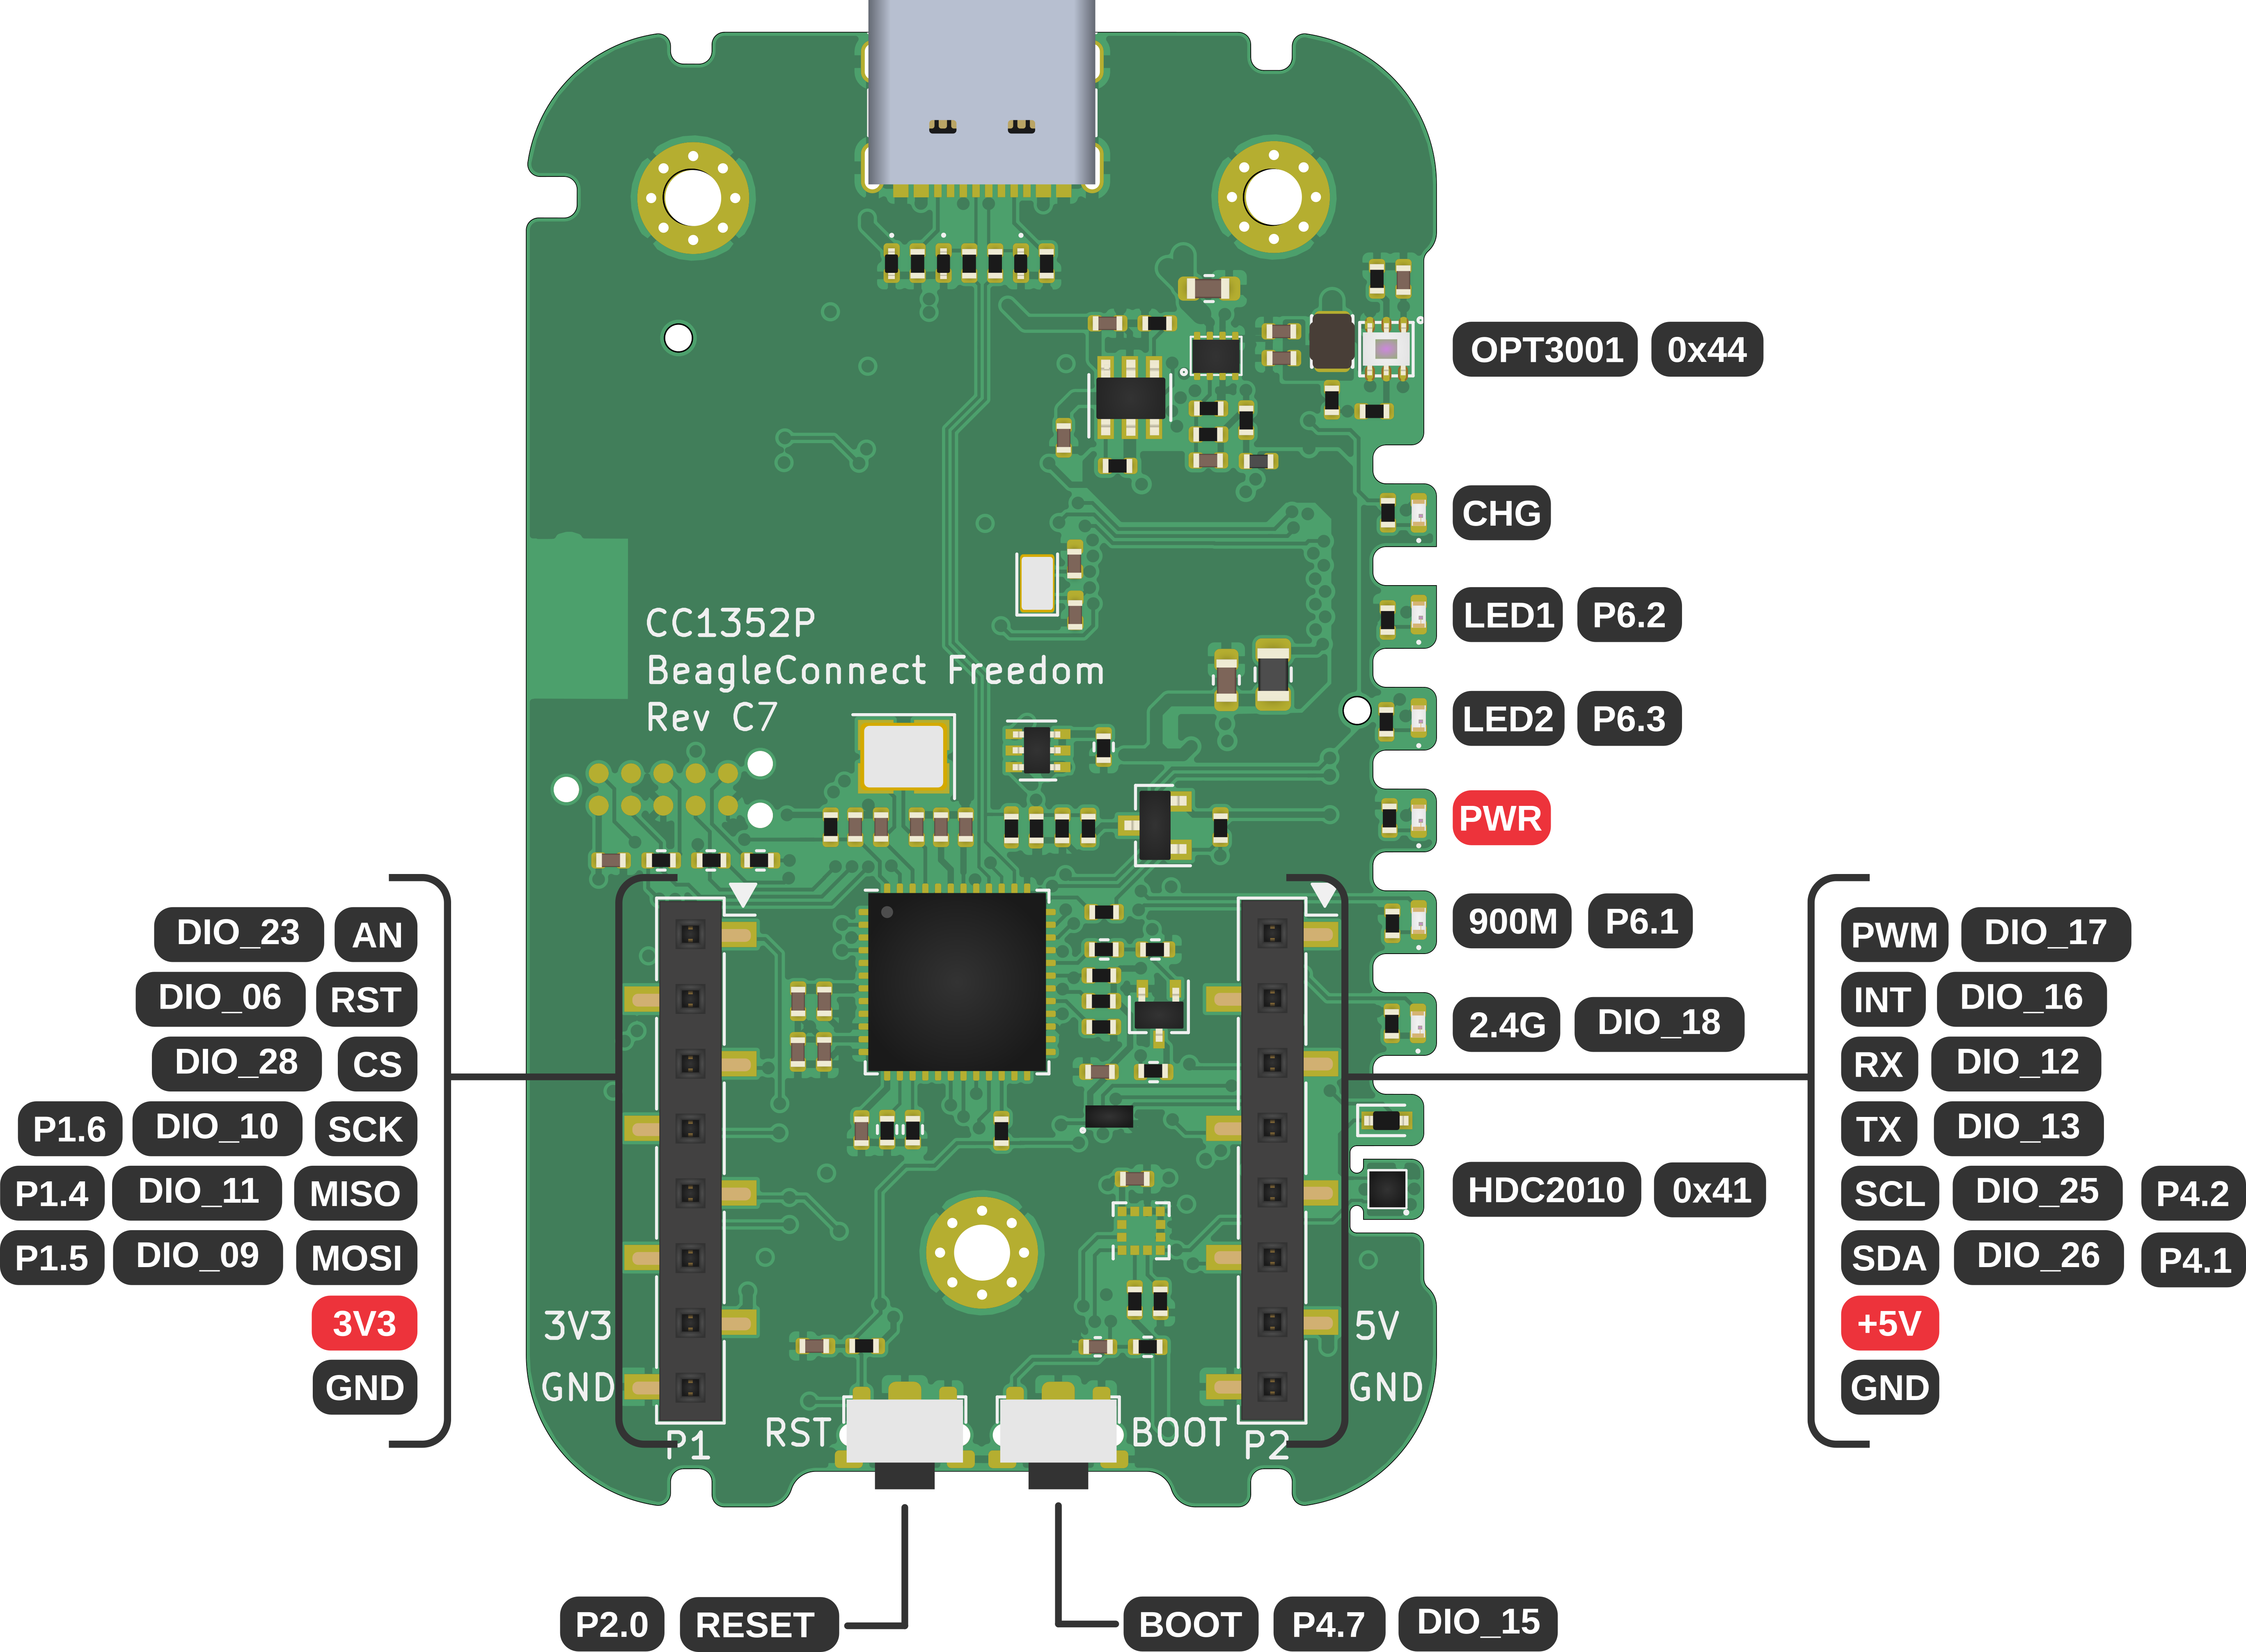 OPT3001 0x44
CHG
LED1 P6.2
CC1352P
BeagleConnect Freedom
LED2 P6.3
Rev C7
PWR
900M P6.1
2.4G DIO_18
HDC2010 0x41
DIO_23 AN
DIO_06 RST
DIO_28 CS
P1.6 DIO_10 SCK
P1.4 DIO_11 MISO
P1.5 DIO_09 MOSI
3V3
GND
3V3
GND
P1
RST
BOOT
P2
5V
GND
PWM DIO_17
INT DIO_16
RX DIO_12
TX DIO_13
SCL DIO_25 P4.2
SDA DIO_26 P4.1
+5V
GND
P2.0 RESET
BOOT P4.7 DIO_15